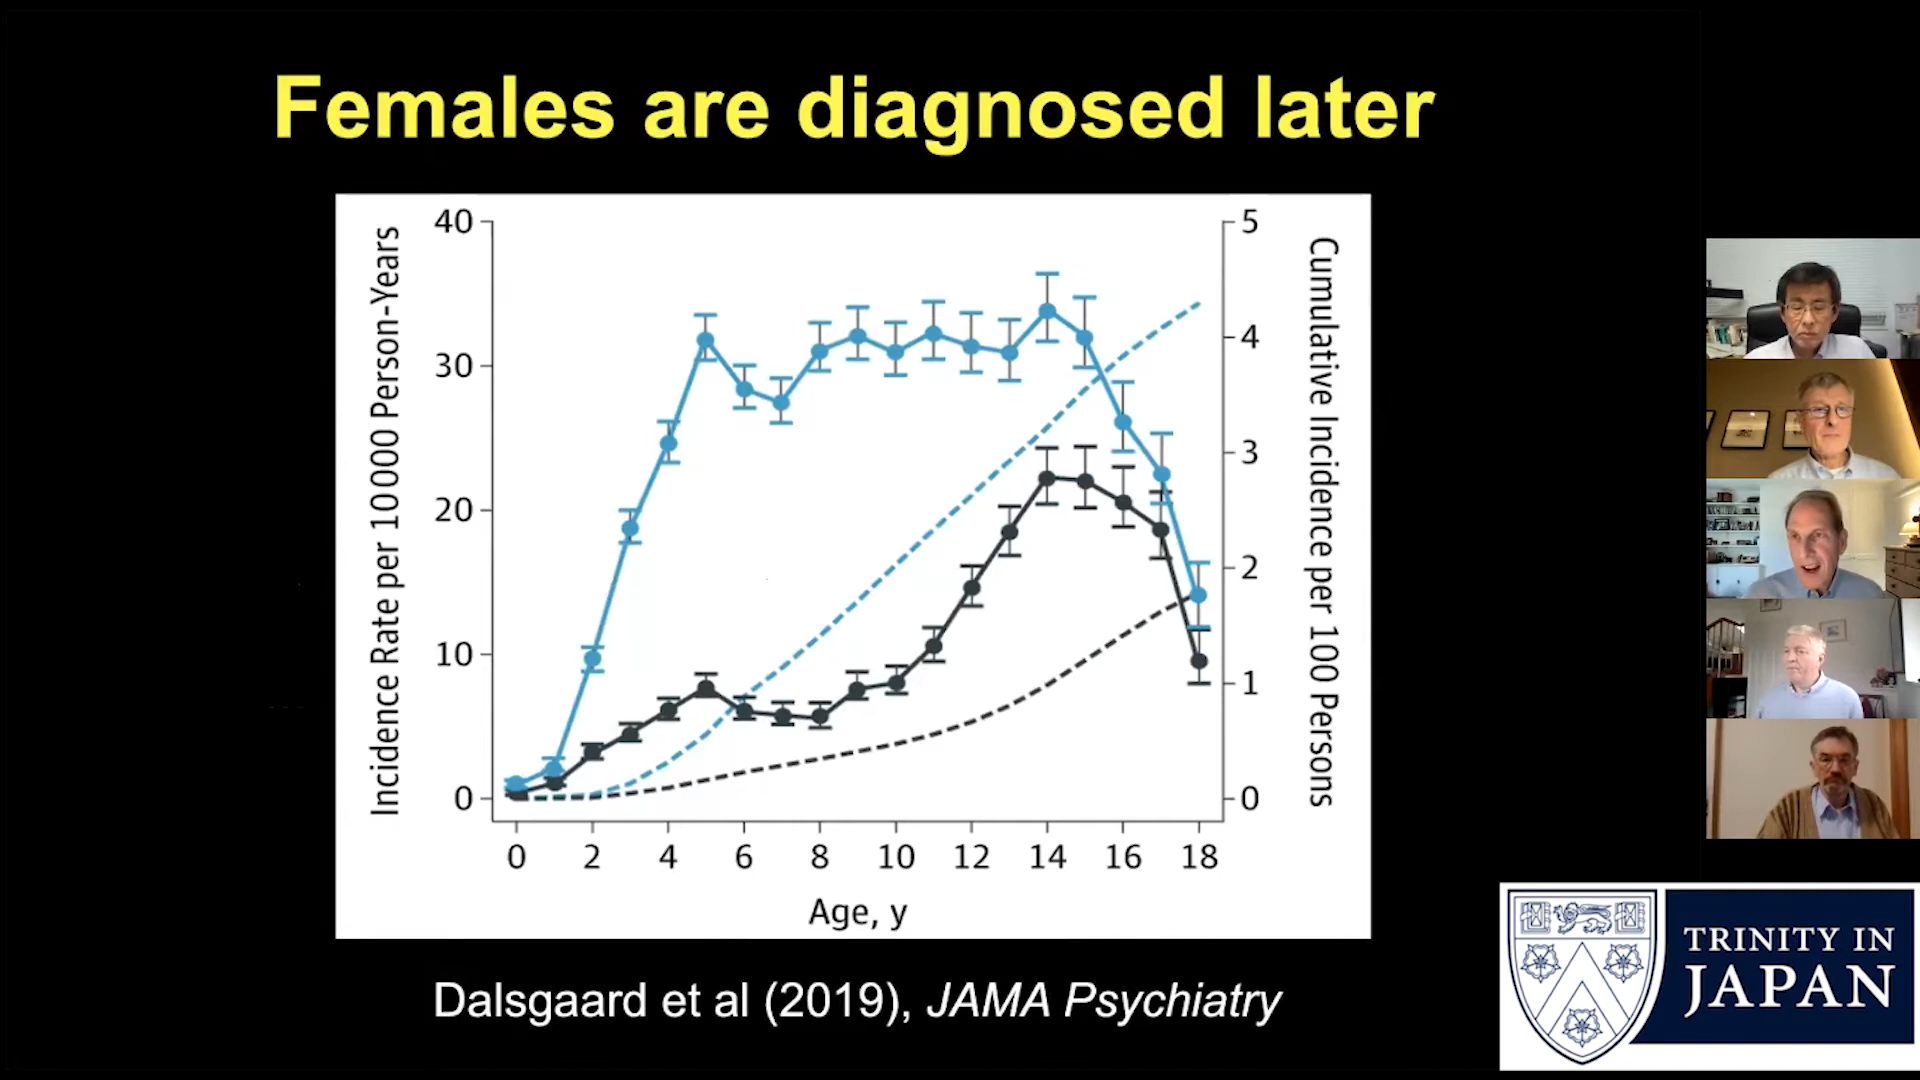 Females are diagnosed later
Incidence Rate per 10 000 Person-Years
40
30
20
10
0
5
4
3
2
1
0
Cumulative Incidence per 100 Persons
0 2 4 6 8 10 12 14 16 18
Age, y
Dalsgaard et al (2019), JAMA Psychiatry
TRINITY IN
JAPAN